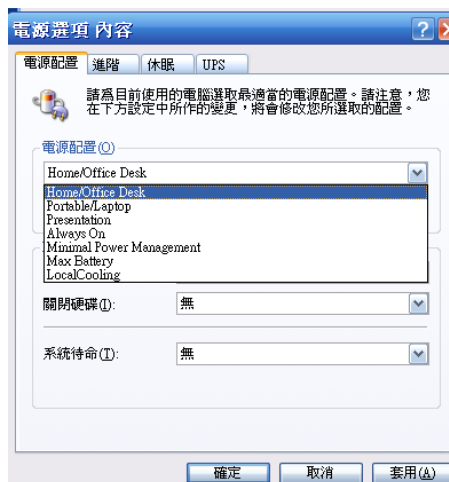 電源選項 內容
電源配置 進階 休眠 UPS
請為目前使用的電腦選取最適當的電源配置。請注意，您
在下方設定中所作的變更，將會修改您所選取的配置。
電源配置(O)
Home/Office Desk
Home/Office Desk
Portable/Laptop
Presentation
Always On
Minimal Power Management
Max Battery
LocalCooling
關閉硬碟(I): 無
系統待命(T): 無
確定 取消 套用(A)